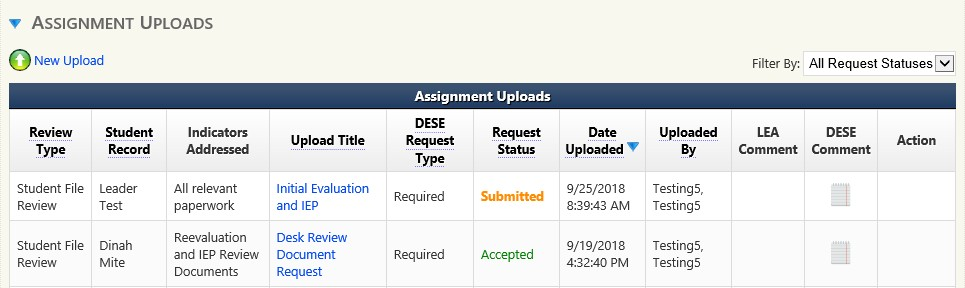 ASSIGNMENT UPLOADS
New Upload
Filter By: All Request Statuses
Assignment Uploads
Review Type Student Record Indicators Addressed Upload Title DESE Request Type Request Status Date Uploaded Uploaded By LEA Comment DESE Comment Action
Student File Review Leader Test All relevant paperwork Initial Evaluation and IEP Required Submitted 9/25/2018 8:39:43 AM Testing5, Testing5
Student File Review Dinah Mite Reevaluation and IEP Review Documents Desk Review Document Request Required Accepted 9/19/2018 4:32:40 PM Testing5, Testing5